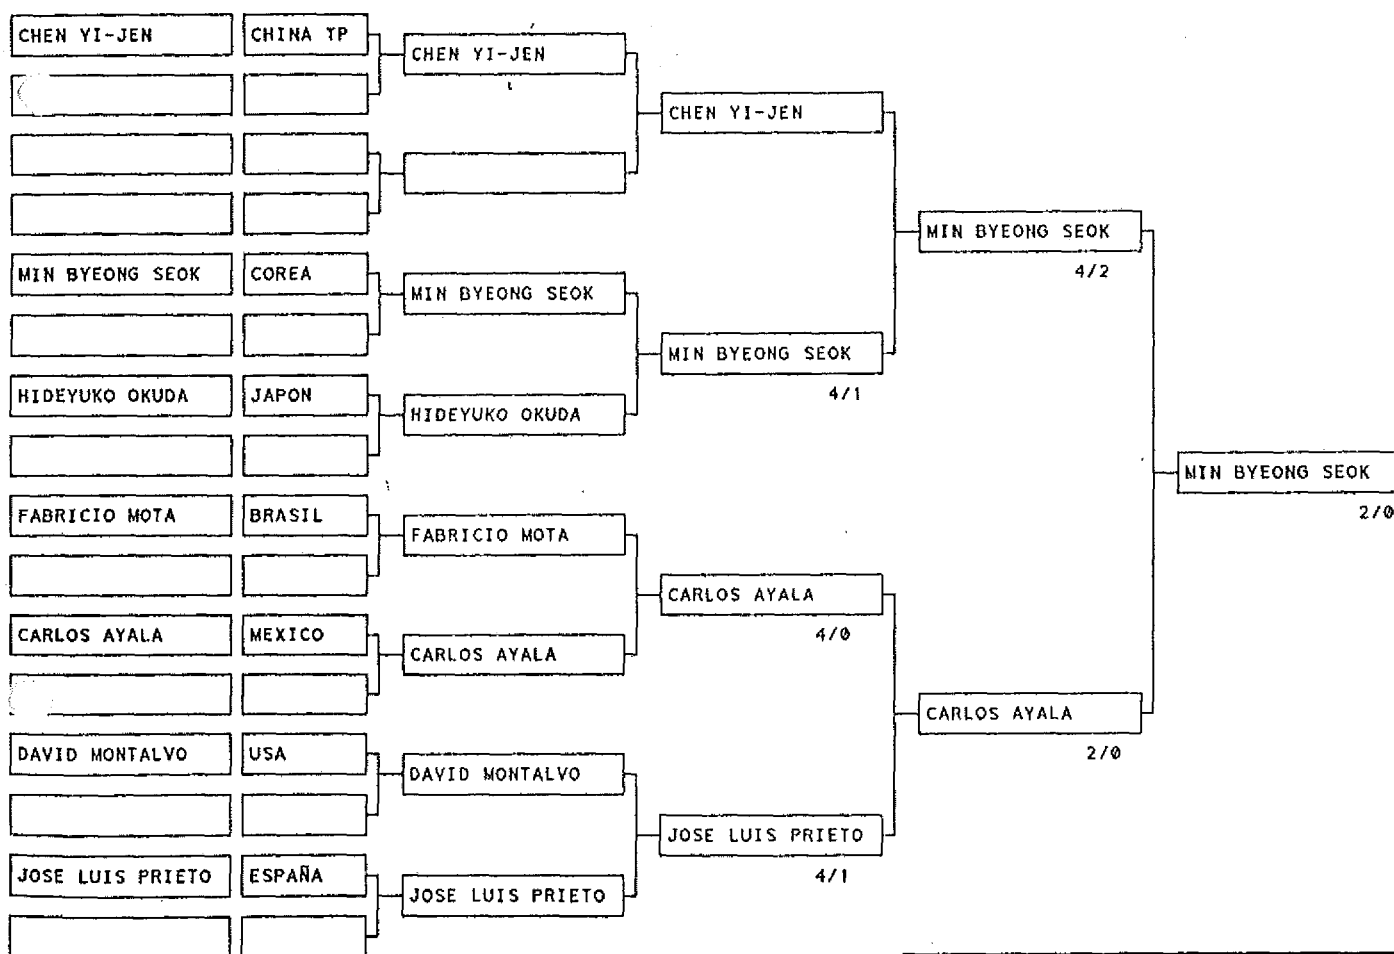 CHEN YI-JEN CHINA TP
CHEN YI-JEN
CHEN YI-JEN
MIN BYEONG SEOK
4/2
MIN BYEONG SEOK COREA
MIN BYEONG SEOK
MIN BYEONG SEOK
4/1
HIDEYUKO OKUDA JAPON
HIDEYUKO OKUDA
MIN BYEONG SEOK
2/0
FABRICIO MOTA BRASIL
FABRICIO MOTA
CARLOS AYALA
4/0
CARLOS AYALA MEXICO
CARLOS AYALA
CARLOS AYALA
2/0
DAVID MONTALVO USA
DAVID MONTALVO
JOSE LUIS PRIETO
4/1
JOSE LUIS PRIETO ESPAÑA
JOSE LUIS PRIETO